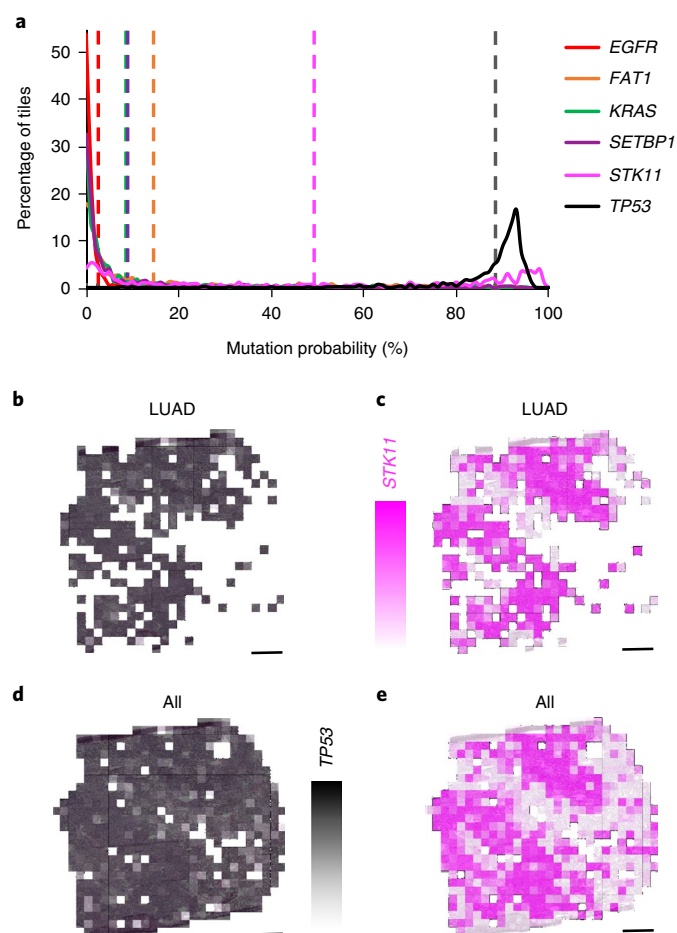 a
Percentage of tiles
50
40
30
20
10
0
0 20 40 60 80 100
Mutation probability (%)
EGFR
FAT1
KRAS
SETBP1
STK11
TP53
b
LUAD
c
LUAD
STK11
d
All
TP53
e
All